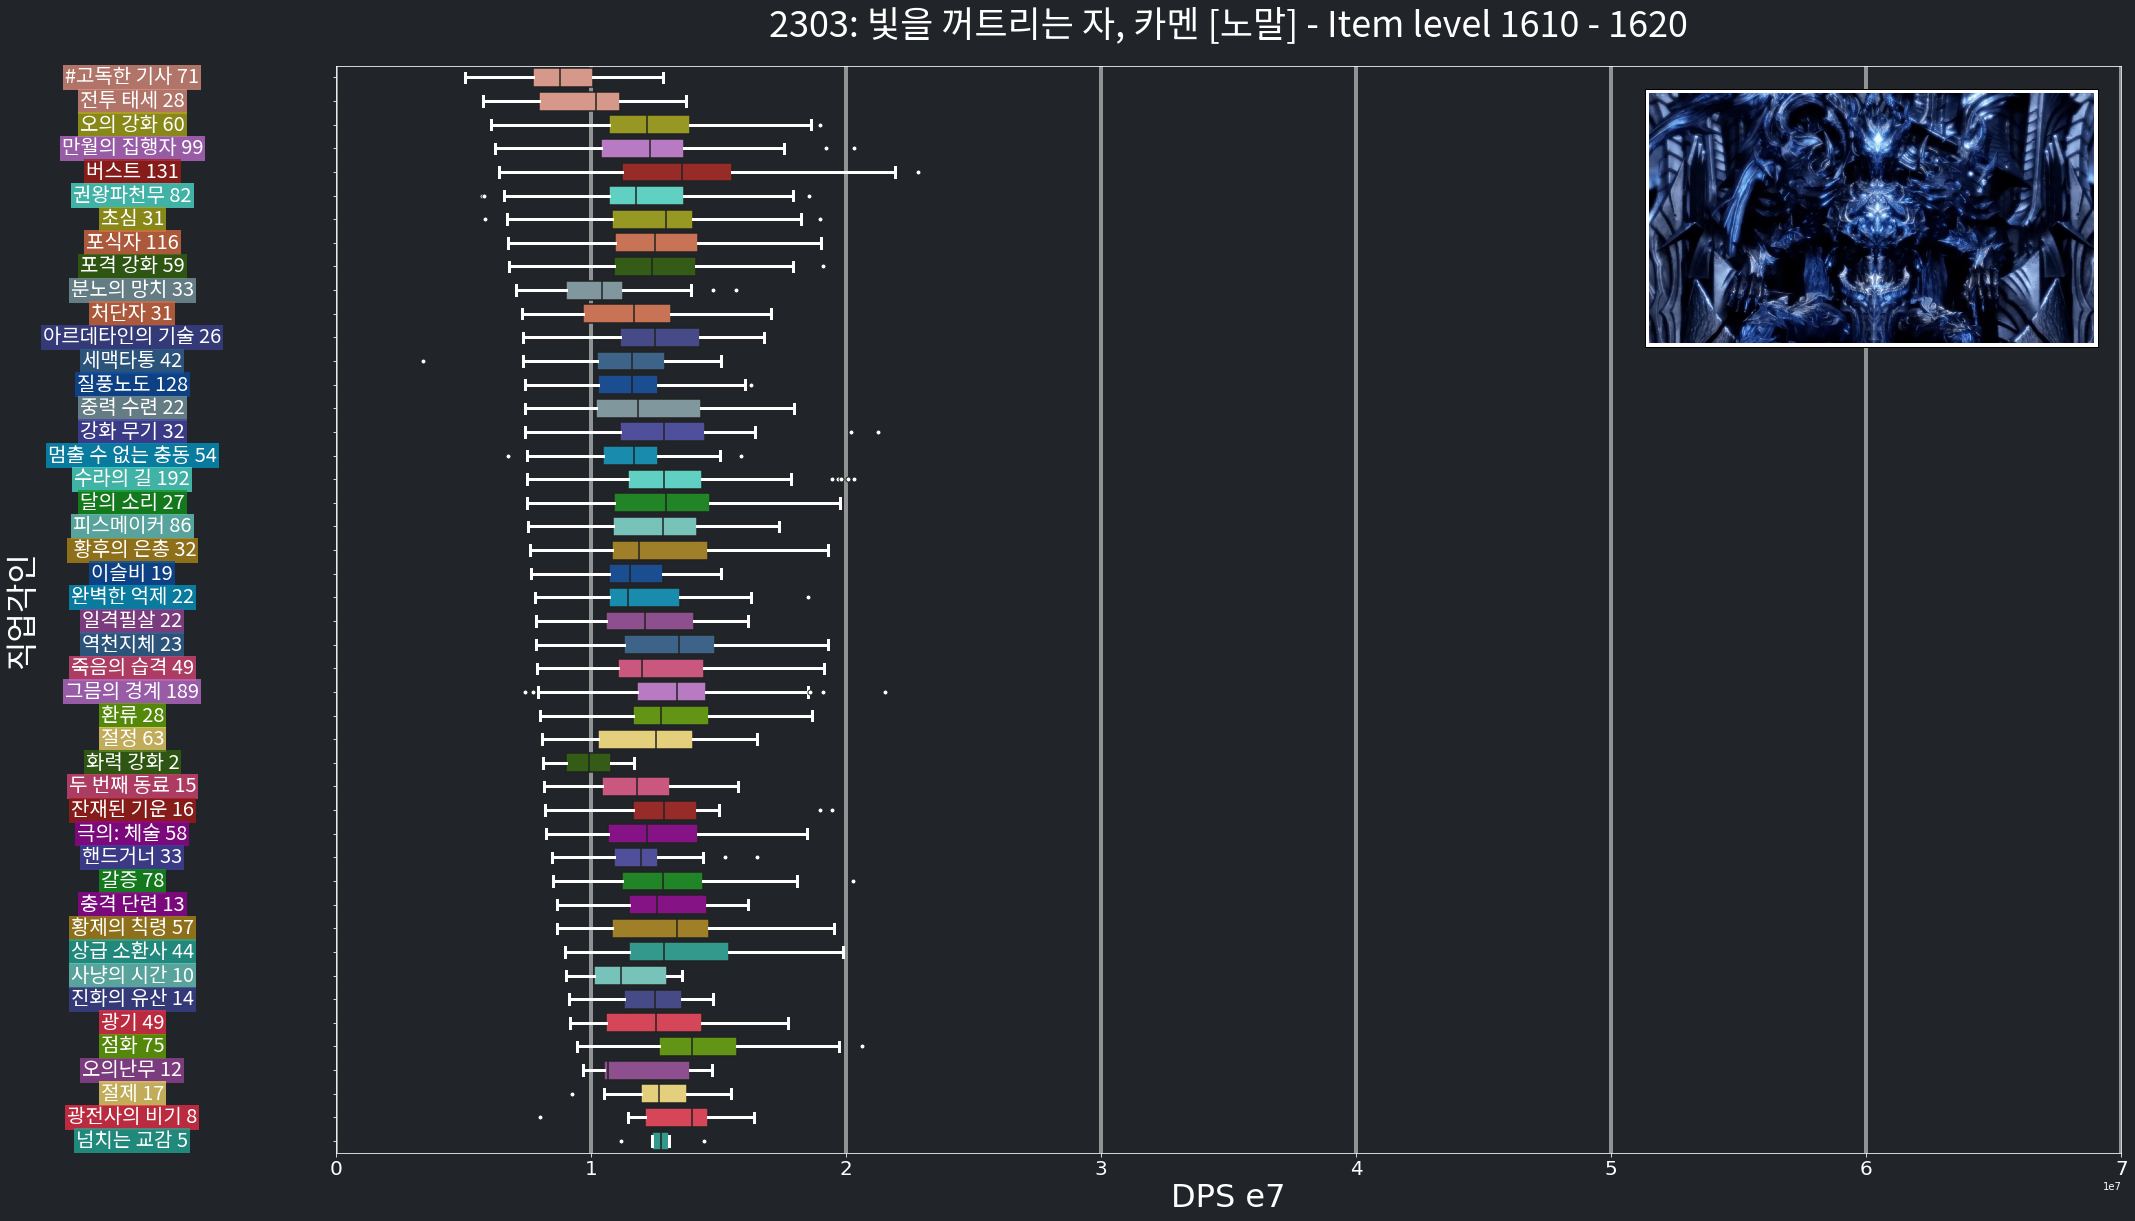 2303: 빛을 꺼트리는 자, 카멘 [노말] - Item level 1610 - 1620
직업각인
#고독한 기사 71
전투 태세 28
오의 강화 60
만월의 집행자 99
버스트 131
권왕파천무 82
초심 31
포식자 116
포격 강화 59
분노의 망치 33
처단자 31
아르데타인의 기술 26
세맥타통 42
질풍노도 128
중력 수련 22
강화 무기 32
멈출 수 없는 충동 54
수라의 길 192
달의 소리 27
피스메이커 86
황후의 은총 32
이슬비 19
완벽한 억제 22
일격필살 22
역천지체 23
죽음의 습격 49
그믐의 경계 189
환류 28
절정 63
화력 강화 2
두 번째 동료 15
잔재된 기운 16
극의: 체술 58
핸드거너 33
갈증 78
충격 단련 13
황제의 칙령 57
상급 소환사 44
사냥의 시간 10
진화의 유산 14
광기 49
점화 75
오의난무 12
절제 17
광전사의 비기 8
넘치는 교감 5
0 1 2 3 4 5 6 7
1e7
DPS e7